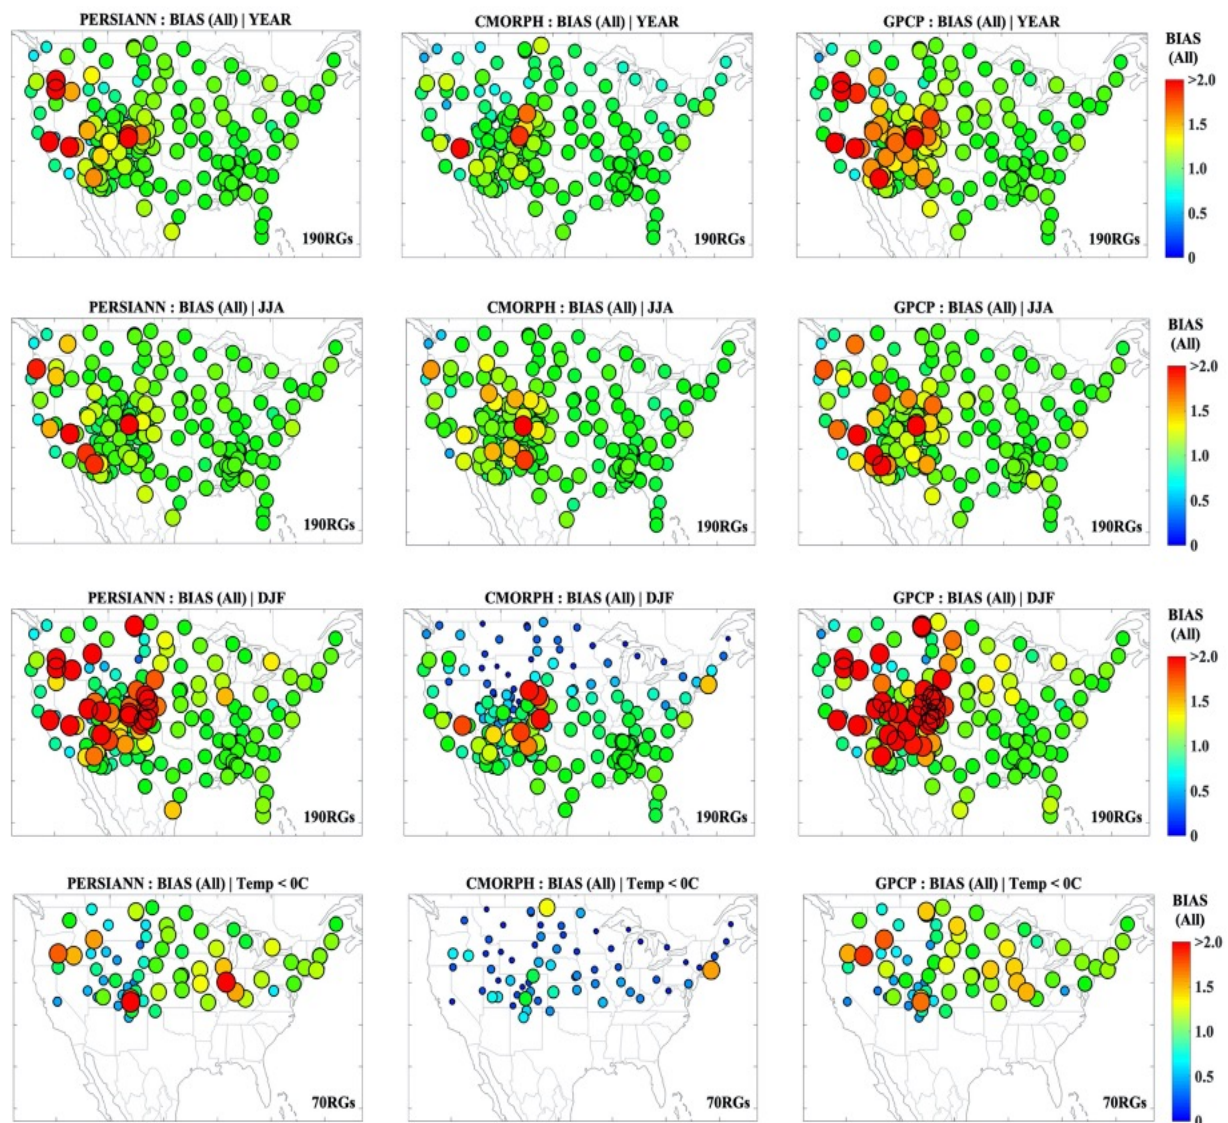 PERSIANN : BIAS (All) | YEAR
CMORPH : BIAS (All) | YEAR
GPCP : BIAS (All) | YEAR
BIAS
(All)
>2.0
1.5
1.0
0.5
0
190RGs
190RGs
190RGs
PERSIANN : BIAS (All) | JJA
CMORPH : BIAS (All) | JJA
GPCP : BIAS (All) | JJA
BIAS
(All)
>2.0
1.5
1.0
0.5
0
190RGs
190RGs
190RGs
PERSIANN : BIAS (All) | DJF
CMORPH : BIAS (All) | DJF
GPCP : BIAS (All) | DJF
BIAS
(All)
>2.0
1.5
1.0
0.5
0
190RGs
190RGs
190RGs
PERSIANN : BIAS (All) | Temp < 0C
CMORPH : BIAS (All) | Temp < 0C
GPCP : BIAS (All) | Temp < 0C
BIAS
(All)
>2.0
1.5
1.0
0.5
0
70RGs
70RGs
70RGs